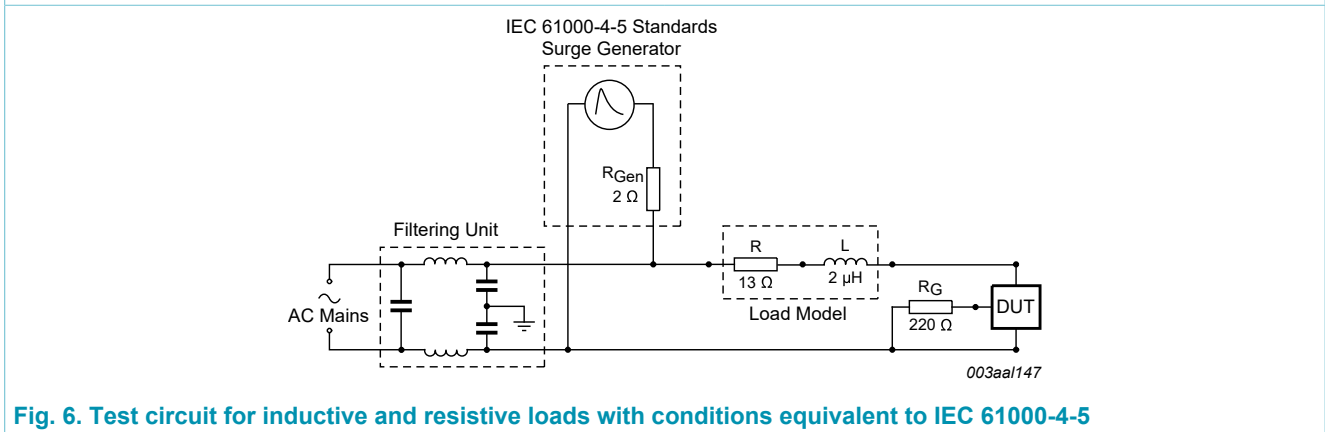 IEC 61000-4-5 Standards
Surge Generator
RGen
2 Ω
Filtering Unit
AC Mains
R
13 Ω
L
2 μH
Load Model
RG
220 Ω
DUT
003aal147
Fig. 6. Test circuit for inductive and resistive loads with conditions equivalent to IEC 61000-4-5